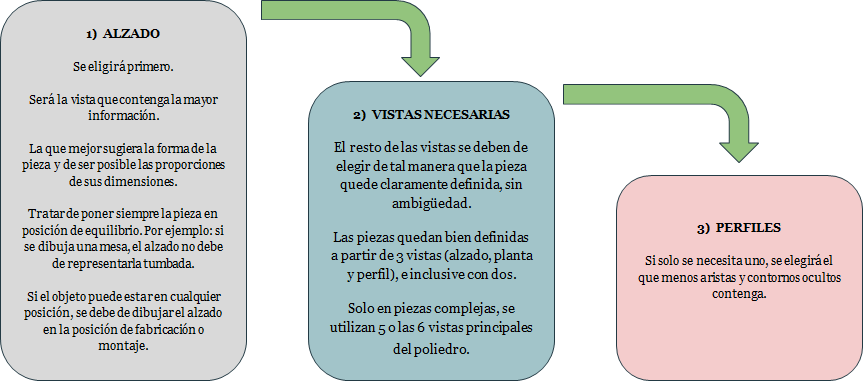 1) ALZADO
Se eligirá primero.
Será la vista que contenga la mayor
información.
La que mejor sugiera la forma de la
pieza y de ser posible las proporciones
de sus dimensiones.
Tratar de poner siempre la pieza en
posición de equilibrio. Por ejemplo: si
se dibuja una mesa, el alzado no debe
de representarla tumbada.
Si el objeto puede estar en cualquier
posición, se debe de dibujar el alzado
en la posición de fabricación o
montaje.
2) VISTAS NECESARIAS
El resto de las vistas se deben de
elegir de tal manera que la pieza
quede claramente definida, sin
ambigüedad.
Las piezas quedan bien definidas
a partir de 3 vistas (alzado, planta
y perfil), e inclusive con dos.
Solo en piezas complejas, se
utilizan 5 o las 6 vistas principales
del poliedro.
3) PERFILES
Si solo se necesita uno, se elegirá el
que menos aristas y contornos ocultos
contenga.